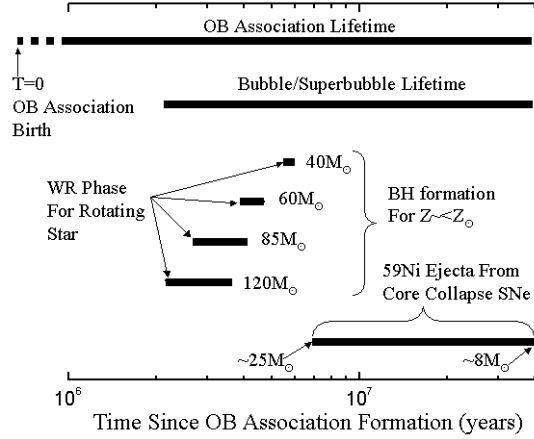 OB Association Lifetime
T=0
OB Association
Birth
Bubble/Superbubble Lifetime
WR Phase
For Rotating
Star
40M☉
60M☉
85M☉
120M☉
BH formation
For Z~<Z☉
59Ni Ejecta From
Core Collapse SNe
~25M☉
~8M☉
10⁶
10⁷
Time Since OB Association Formation (years)